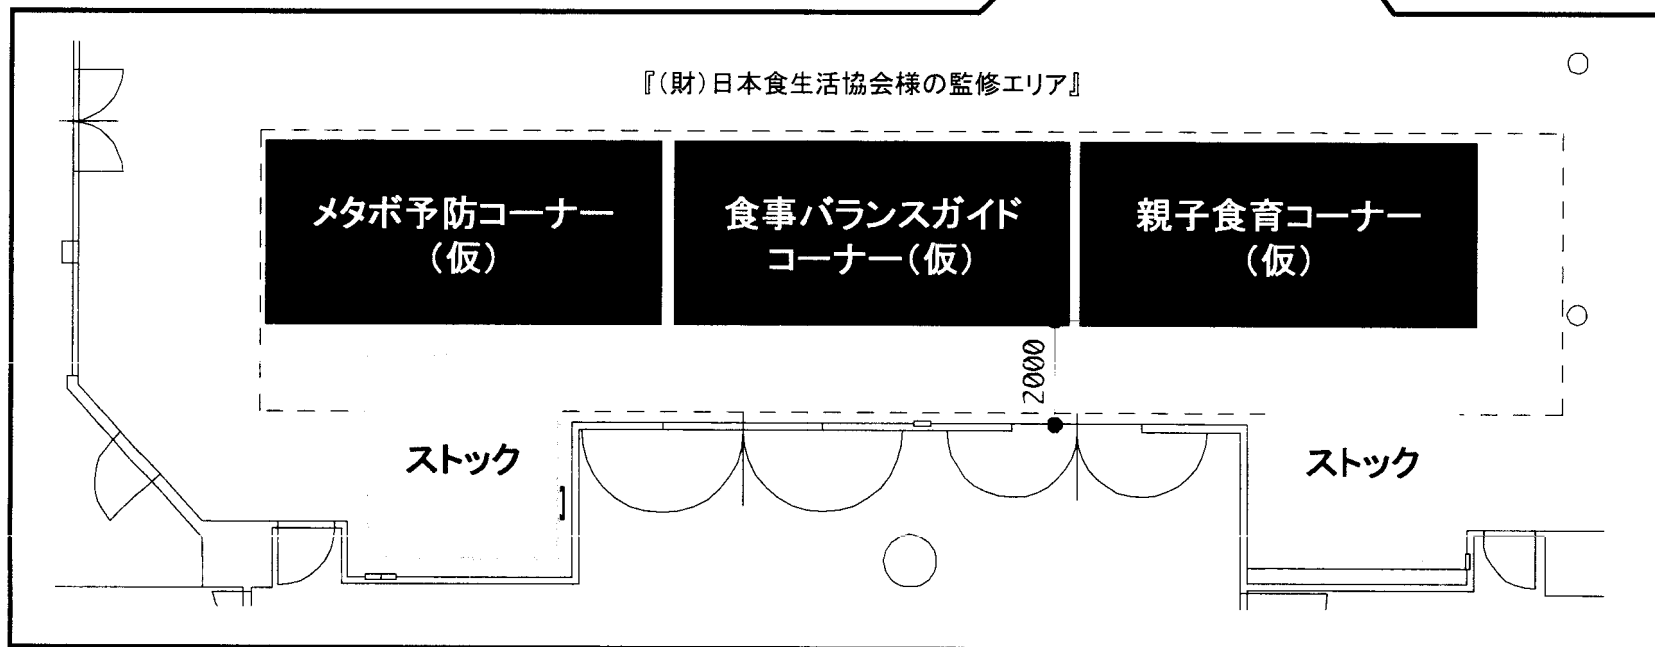 『(財)日本食生活協会様の監修エリア』
メタボ予防コーナー
(仮)
食事バランスガイド
コーナー(仮)
親子食育コーナー
(仮)
2000
ストック
ストック